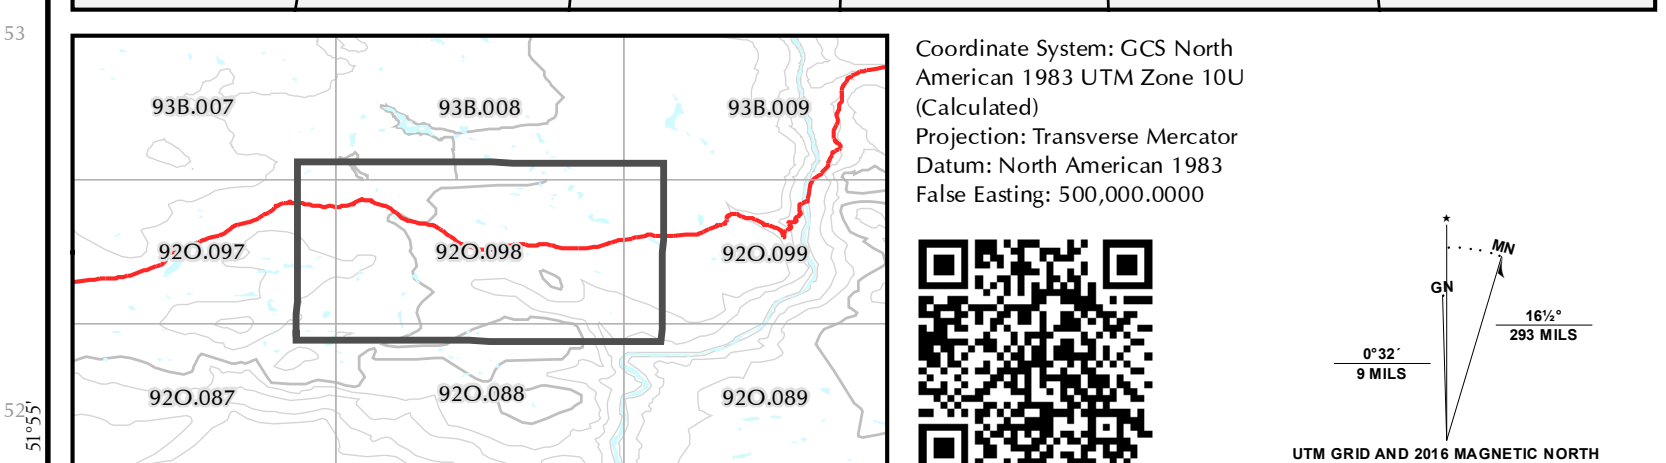 53
93B.007
93B.008
93B.009
92O.097
92O.098
92O.099
92O.087
92O.088
92O.089
52
51°55'
Coordinate System: GCS North
American 1983 UTM Zone 10U
(Calculated)
Projection: Transverse Mercator
Datum: North American 1983
False Easting: 500,000.0000
MN
GN
16½°
293 MILS
0°32´
9 MILS
UTM GRID AND 2016 MAGNETIC NORTH